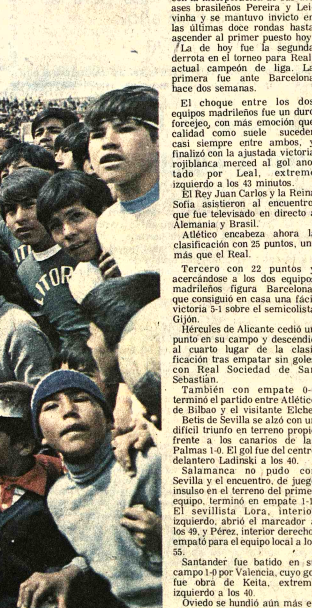 ases brasileños Pereira y Lei-
vinha y se mantuvo invicto en
las últimas doce rondas hasta
ascender al primer puesto hoy.
La de hoy fue la segunda
derrota en el torneo para Real,
actual campeón de liga. La
primera fue ante Barcelona
hace dos semanas.
El choque entre los dos
equipos madrileños fue un duro
forcejeo, con más emoción que
calidad como suele suceder
casi siempre entre ambos, y
finalizó con la ajustada victoria
rojiblanca merced al gol ano-
tado por Leal, extremo
izquierdo a los 43 minutos.
El Rey Juan Carlos y la Reina
Sofía asistieron al encuentro
que fue televisado en directo a
Alemania y Brasil.
Atlético encabeza ahora la
clasificación con 25 puntos, uno
más que el Real.
Tercero con 22 puntos y
acercándose a los dos equipos
madrileños figura Barcelona
que consiguió en casa una fácil
victoria 5-1 sobre el semicolista
Gijón.
Hércules de Alicante cedió un
punto en su campo y descendió
al cuarto lugar de la clasi-
ficación tras empatar sin goles
con Real Sociedad de San
Sebastián.
También con empate 0-0
terminó el partido entre Atlético
de Bilbao y el visitante Elche.
Betis de Sevilla se alzó con un
difícil triunfo en terreno propio
frente a los canarios de las
Palmas 1-0. El gol fue del centro
delantero Ladinski a los 40.
Salamanca no pudo con
Sevilla y el encuentro, de juego
insulso en el terreno del primer
equipo, terminó en empate 1-1.
El sevillista Lora, interior
izquierdo, abrió el marcador a
los 49, y Pérez, interior derecho,
empató para el equipo local a los
55.
Santander fue batido en su
campo 1-0 por Valencia, cuyo gol
fue obra de Keita, extremo
izquierdo a los 40.
Oviedo se hundió aún más e
UTOR